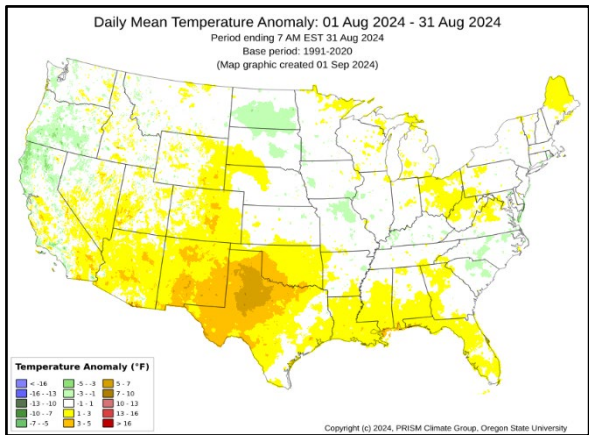 Daily Mean Temperature Anomaly: 01 Aug 2024 - 31 Aug 2024
Period ending 7 AM EST 31 Aug 2024
Base period: 1991-2020
(Map graphic created 01 Sep 2024)
Temperature Anomaly (°F)
< -16
-5 - -3
5 - 7
-16 - -13
-3 - -1
7 - 10
-13 - -10
-1 - 1
10 - 13
-10 - -7
1 - 3
13 - 16
-7 - -5
3 - 5
> 16
Copyright (c) 2024, PRISM Climate Group, Oregon State University